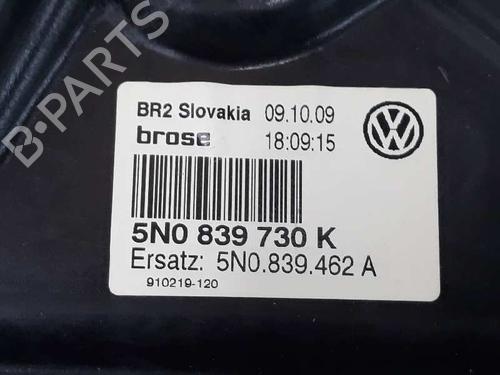 BR2 Slovakia 09.10.09
brose 18:09:15
5N0 839 730 K
Ersatz: 5N0.839.462 A
910219-120
B-PARTS